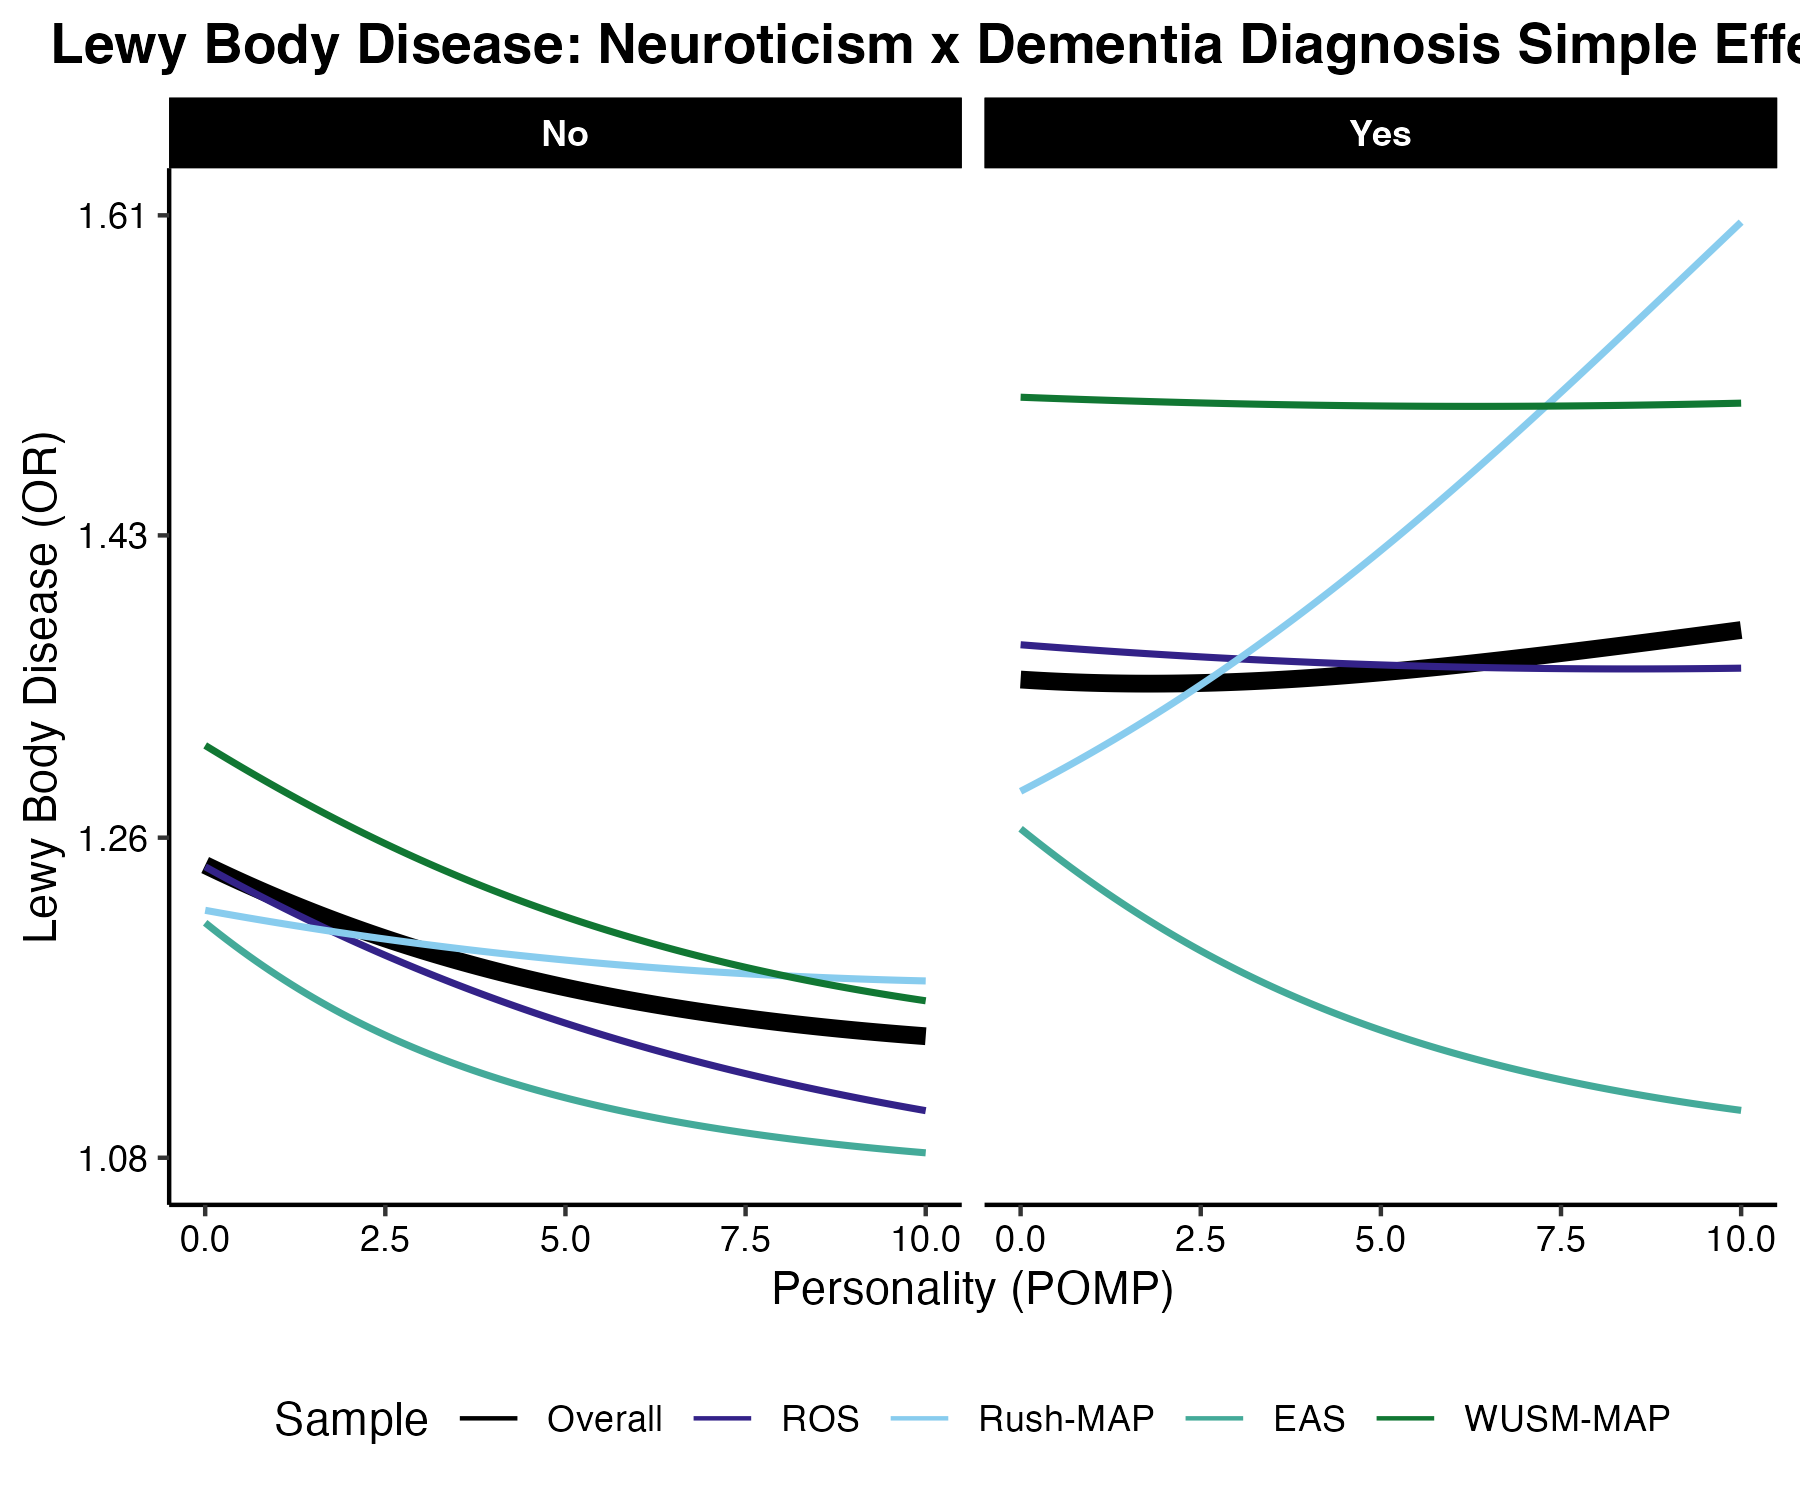 Lewy Body Disease: Neuroticism x Dementia Diagnosis Simple Effe
No
Yes
Lewy Body Disease (OR)
1.61
1.43
1.26
1.08
0.0 2.5 5.0 7.5 10.0
0.0 2.5 5.0 7.5 10.0
Personality (POMP)
Sample Overall ROS Rush-MAP EAS WUSM-MAP